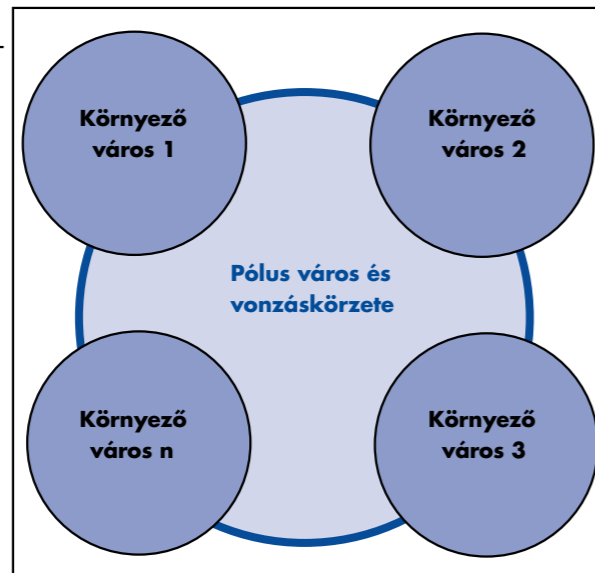 Környező
város 1
Környező
város 2
Pólus város és
vonzáskörzete
Környező
város n
Környező
város 3